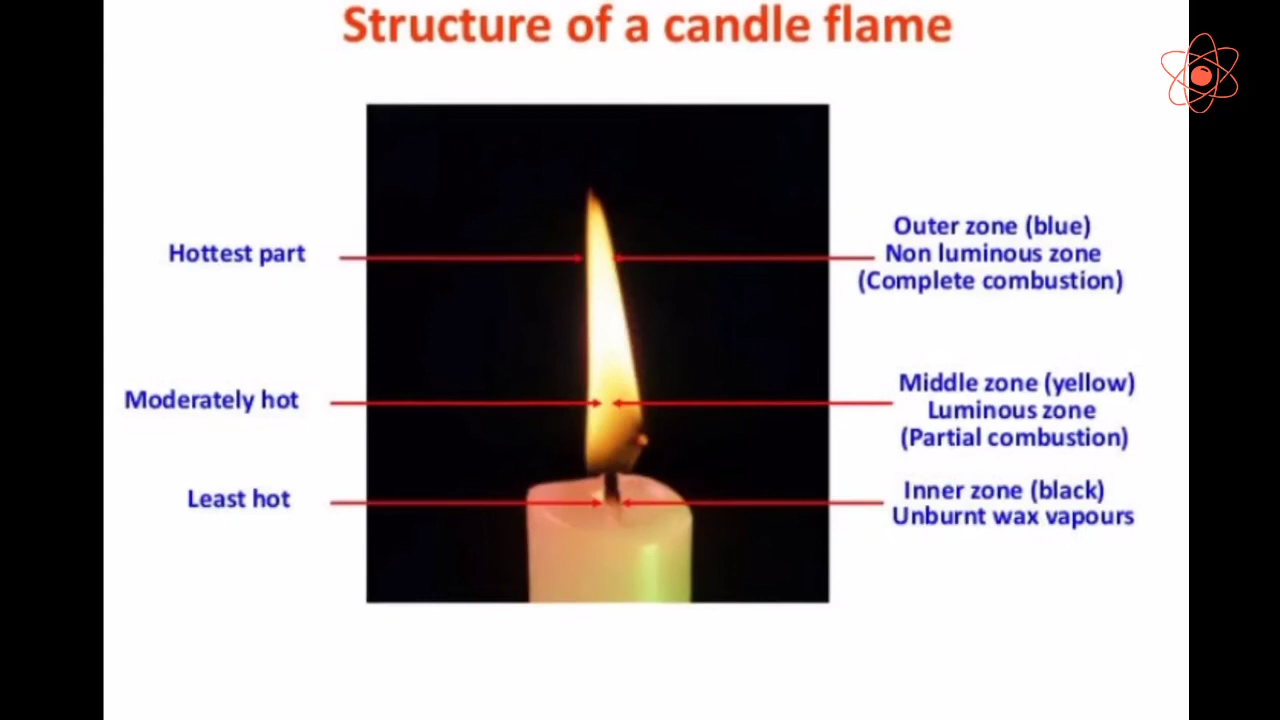 Structure of a candle flame
Hottest part
Outer zone (blue)
Non luminous zone
(Complete combustion)
Moderately hot
Middle zone (yellow)
Luminous zone
(Partial combustion)
Least hot
Inner zone (black)
Unburnt wax vapours